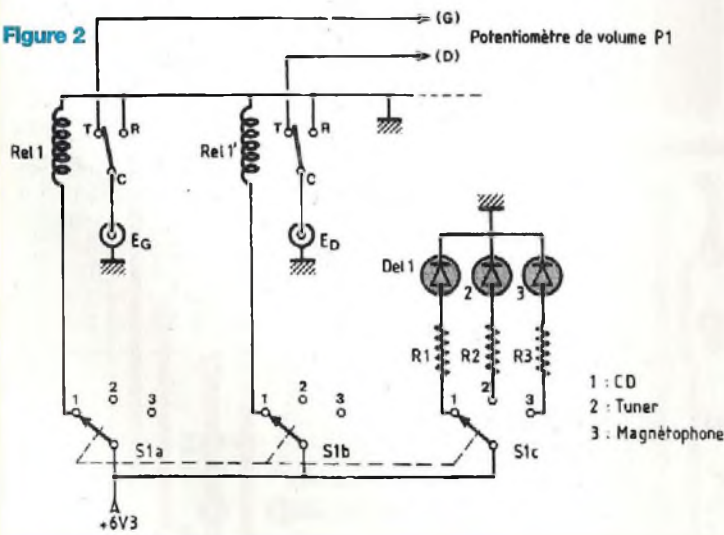 Figure 2
(G)
Potentiomètre de volume P1
(D)
Rel 1
T
R
C
EG
Rel 1'
T
R
C
ED
Del 1
2
3
R1
R2
R3
1
2
3
S1a
1
2
3
S1b
1
2
3
S1c
1 : CD
2 : Tuner
3 : Magnétophone
+6V3